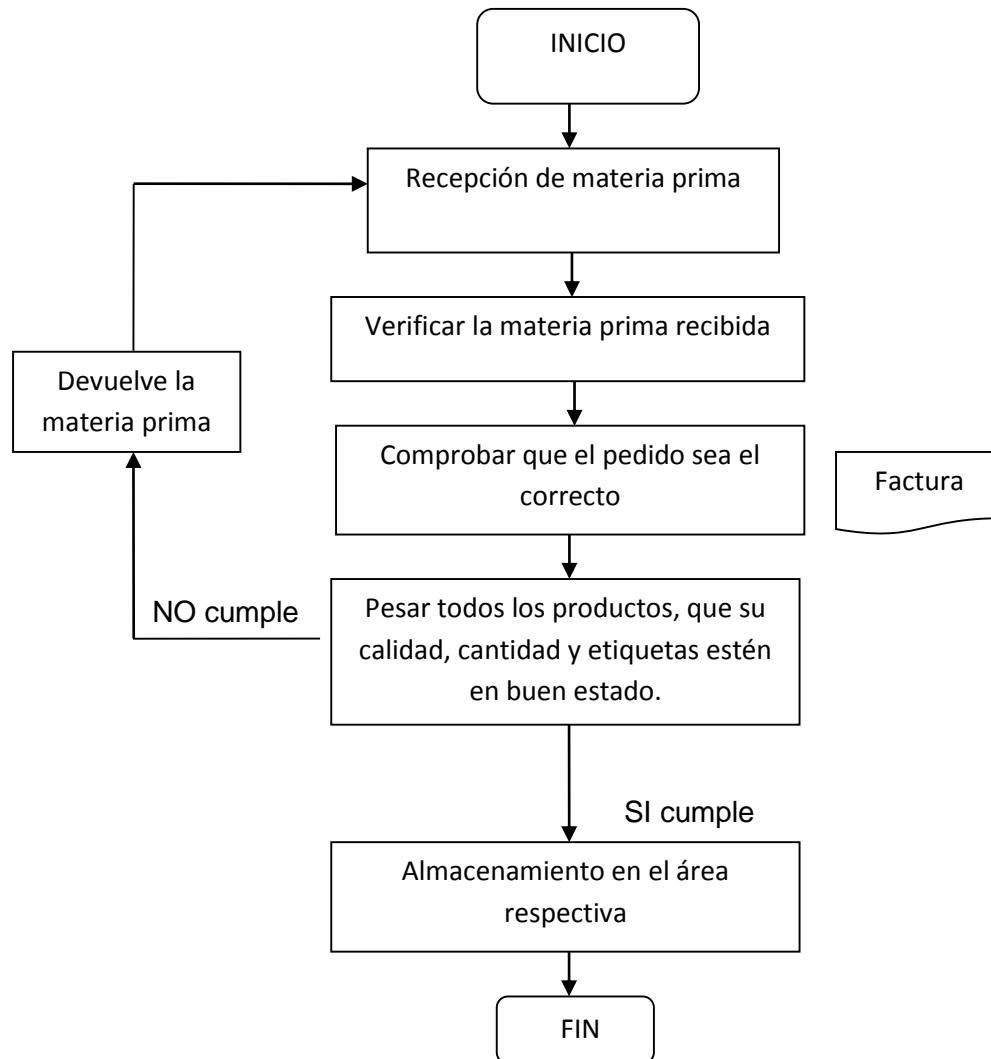 INICIO
Recepción de materia prima
Verificar la materia prima recibida
Devuelve la
materia prima
Comprobar que el pedido sea el
correcto
Factura
NO cumple
Pesar todos los productos, que su
calidad, cantidad y etiquetas estén
en buen estado.
SI cumple
Almacenamiento en el área
respectiva
FIN